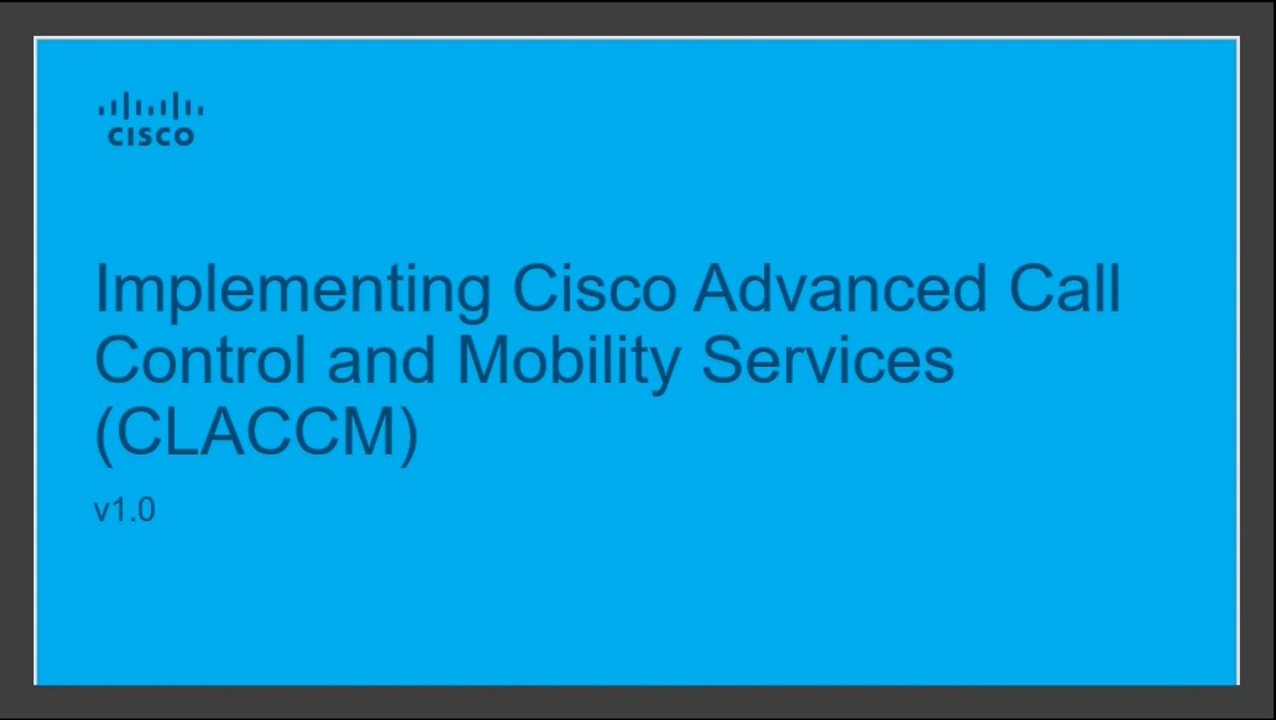 CISCO
Implementing Cisco Advanced Call
Control and Mobility Services
(CLACCM)
v1.0